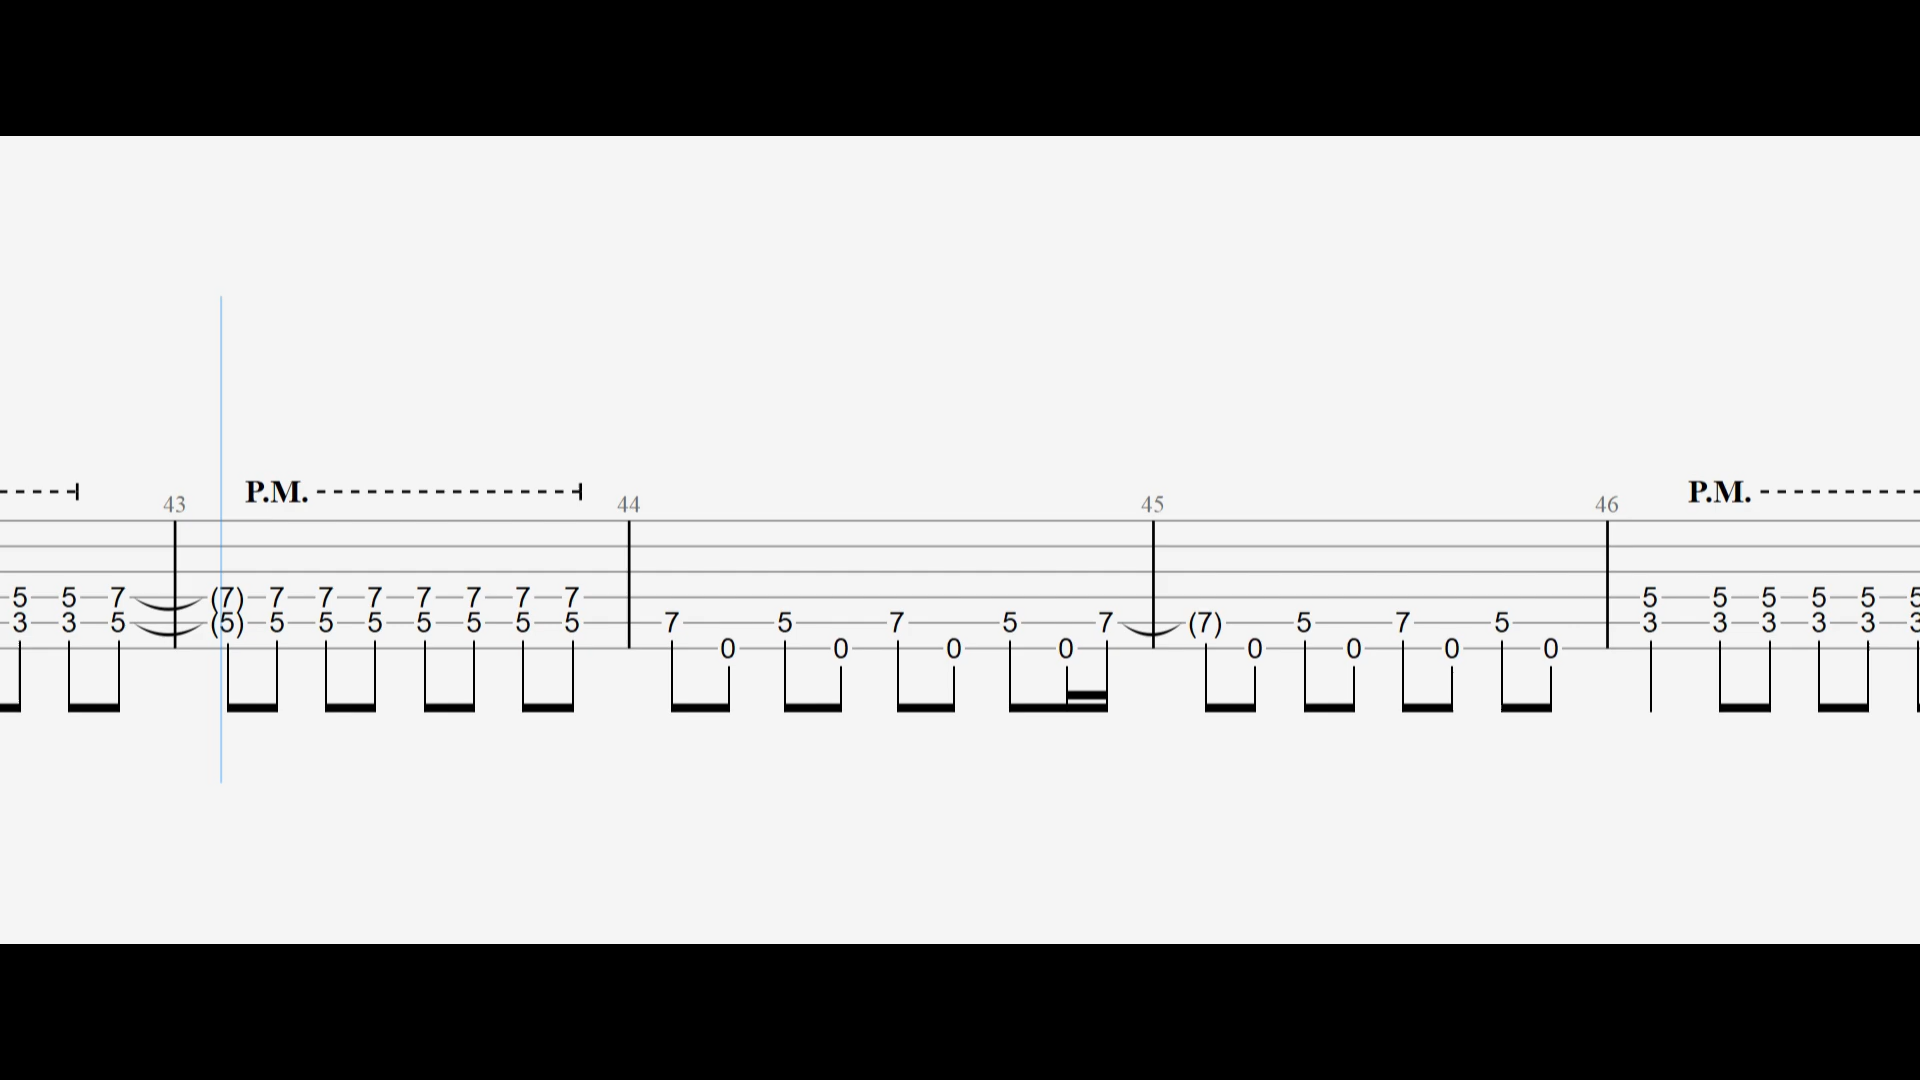 P.M. P.M.
43 44 45 46
5 5 7 (7) 7 7 7 7 7 7 7 5 5 5 5 5 5
3 3 5 (5) 5 5 5 5 5 5 5 7 5 7 5 7 (7) 5 7 5 3 3 3 3 3 3
0 0 0 0 0 0 0 0